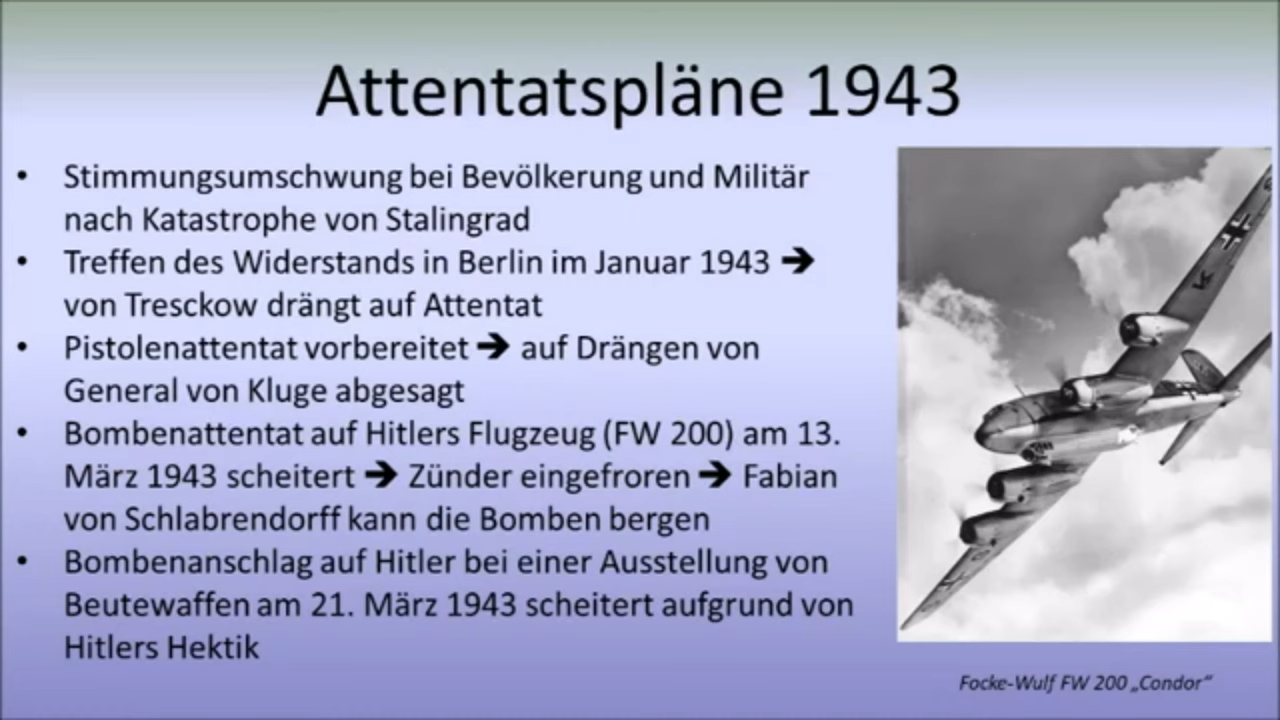 Attentatspläne 1943
• Stimmungsumschwung bei Bevölkerung und Militär
nach Katastrophe von Stalingrad
• Treffen des Widerstands in Berlin im Januar 1943 ➔
von Tresckow drängt auf Attentat
• Pistolenattentat vorbereitet ➔ auf Drängen von
General von Kluge abgesagt
• Bombenattentat auf Hitlers Flugzeug (FW 200) am 13.
März 1943 scheitert ➔ Zünder eingefroren ➔ Fabian
von Schlabrendorff kann die Bomben bergen
• Bombenanschlag auf Hitler bei einer Ausstellung von
Beutewaffen am 21. März 1943 scheitert aufgrund von
Hitlers Hektik
Focke-Wulf FW 200 „Condor“